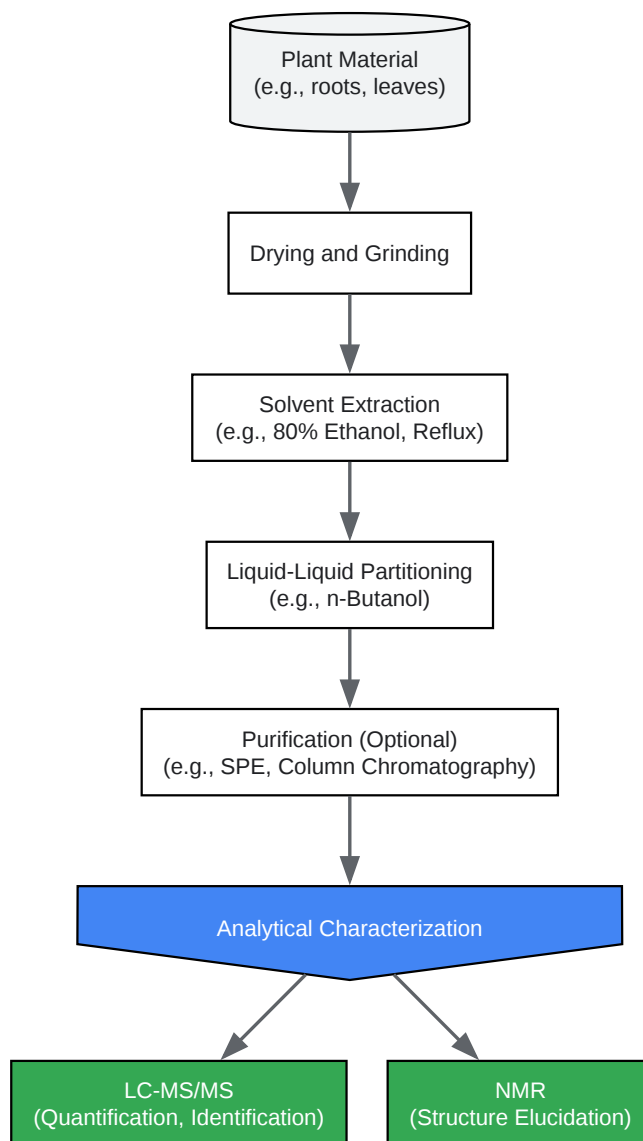 Plant Material
(e.g., roots, leaves)
Drying and Grinding
Solvent Extraction
(e.g., 80% Ethanol, Reflux)
Liquid-Liquid Partitioning
(e.g., n-Butanol)
Purification (Optional)
(e.g., SPE, Column Chromatography)
Analytical Characterization
LC-MS/MS
(Quantification, Identification)
NMR
(Structure Elucidation)